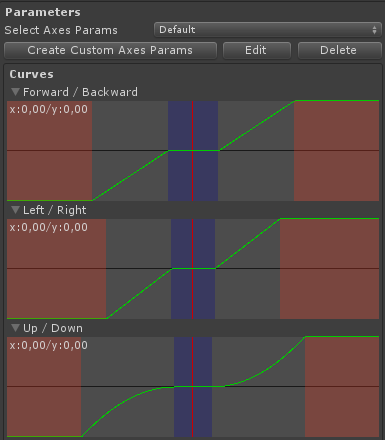 Parameters
Select Axes Params Default
Create Custom Axes Params Edit Delete
Curves
Forward / Backward
x:0,00/y:0,00
Left / Right
x:0,00/y:0,00
Up / Down
x:0,00/y:0,00